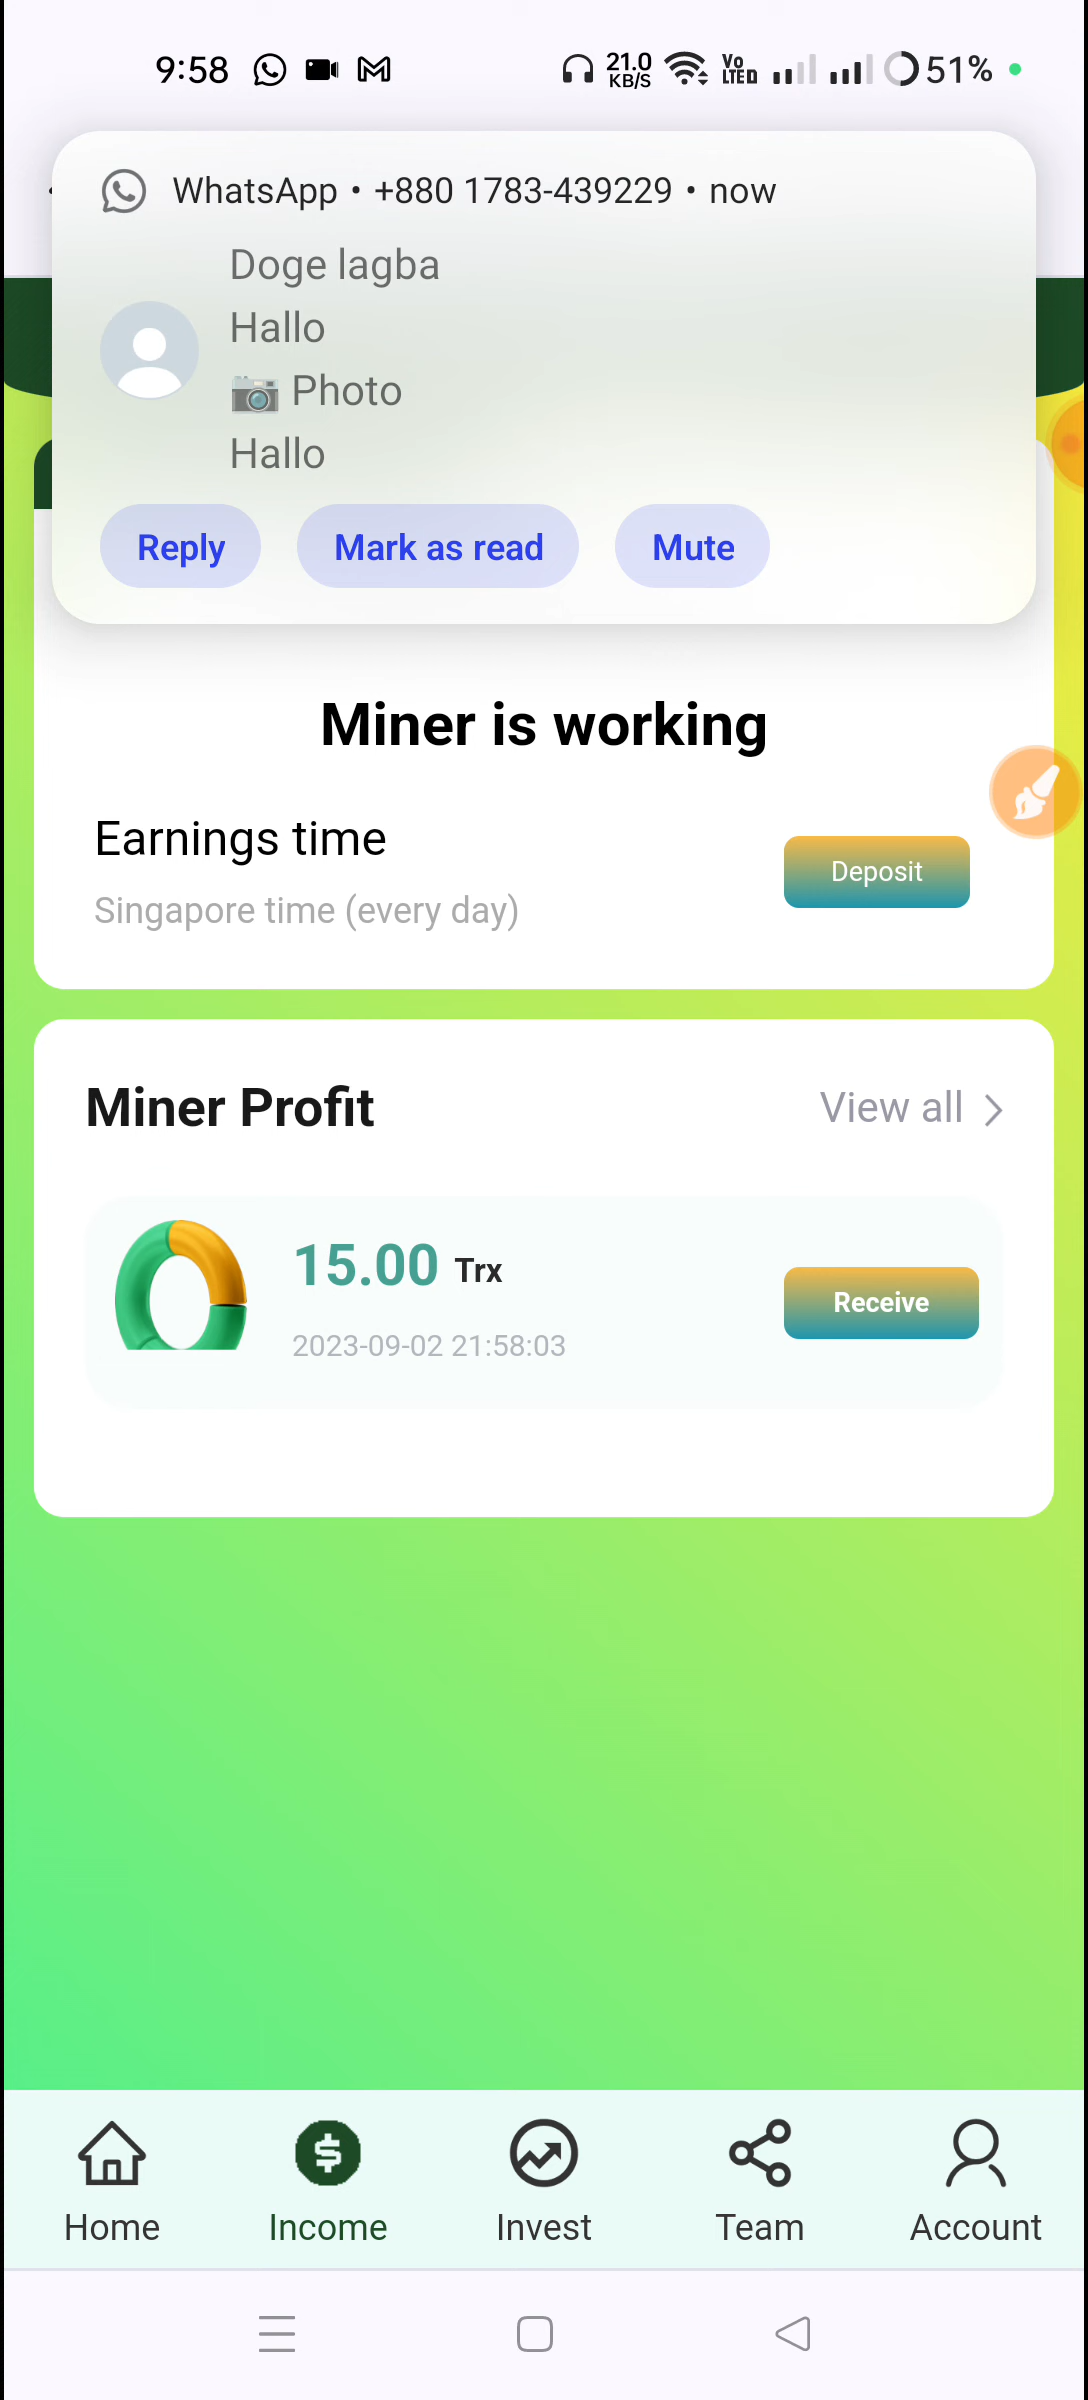 9:58
21.0
KB/S
Vo
LTED
51%
WhatsApp • +880 1783-439229 • now
Doge lagba
Hallo
📷 Photo
Hallo
Reply
Mark as read
Mute
Miner is working
Earnings time
Singapore time (every day)
Deposit
Miner Profit
View all
15.00 Trx
2023-09-02 21:58:03
Receive
Home
Income
Invest
Team
Account